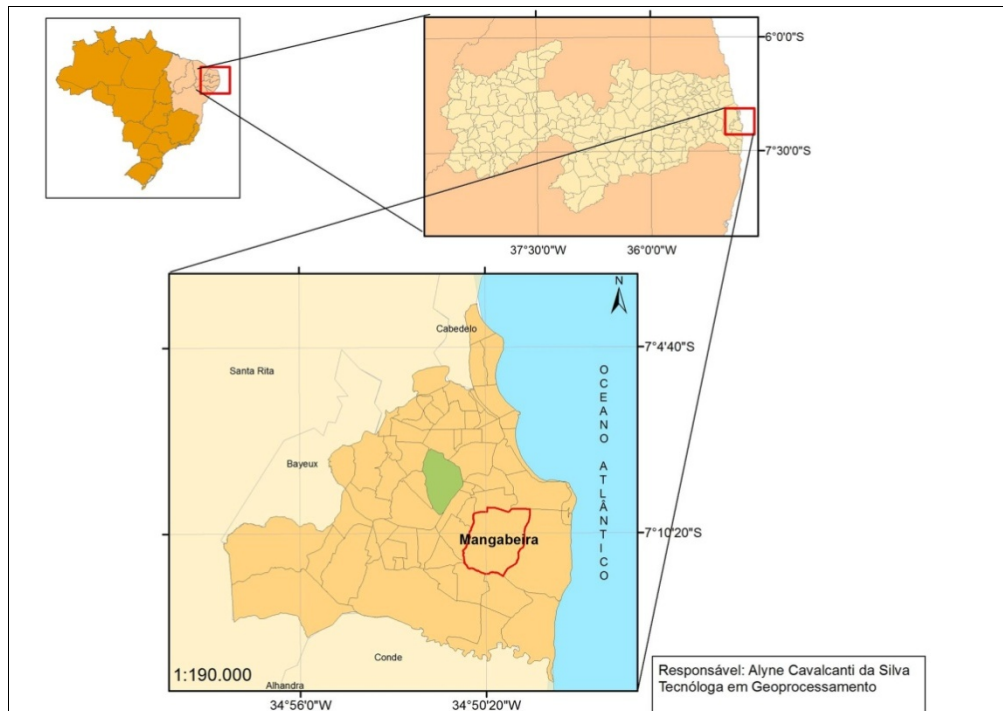 6°0'0"S
7°30'0"S
37°30'0"W
36°0'0"W
N
Cabedelo
7°4'40"S
Santa Rita
OCEANO ATLÂNTICO
Bayeux
Mangabeira
7°10'20"S
Conde
1:190.000
Alhandra
34°56'0"W
34°50'20"W
Responsável: Alyne Cavalcanti da Silva
Tecnóloga em Geoprocessamento